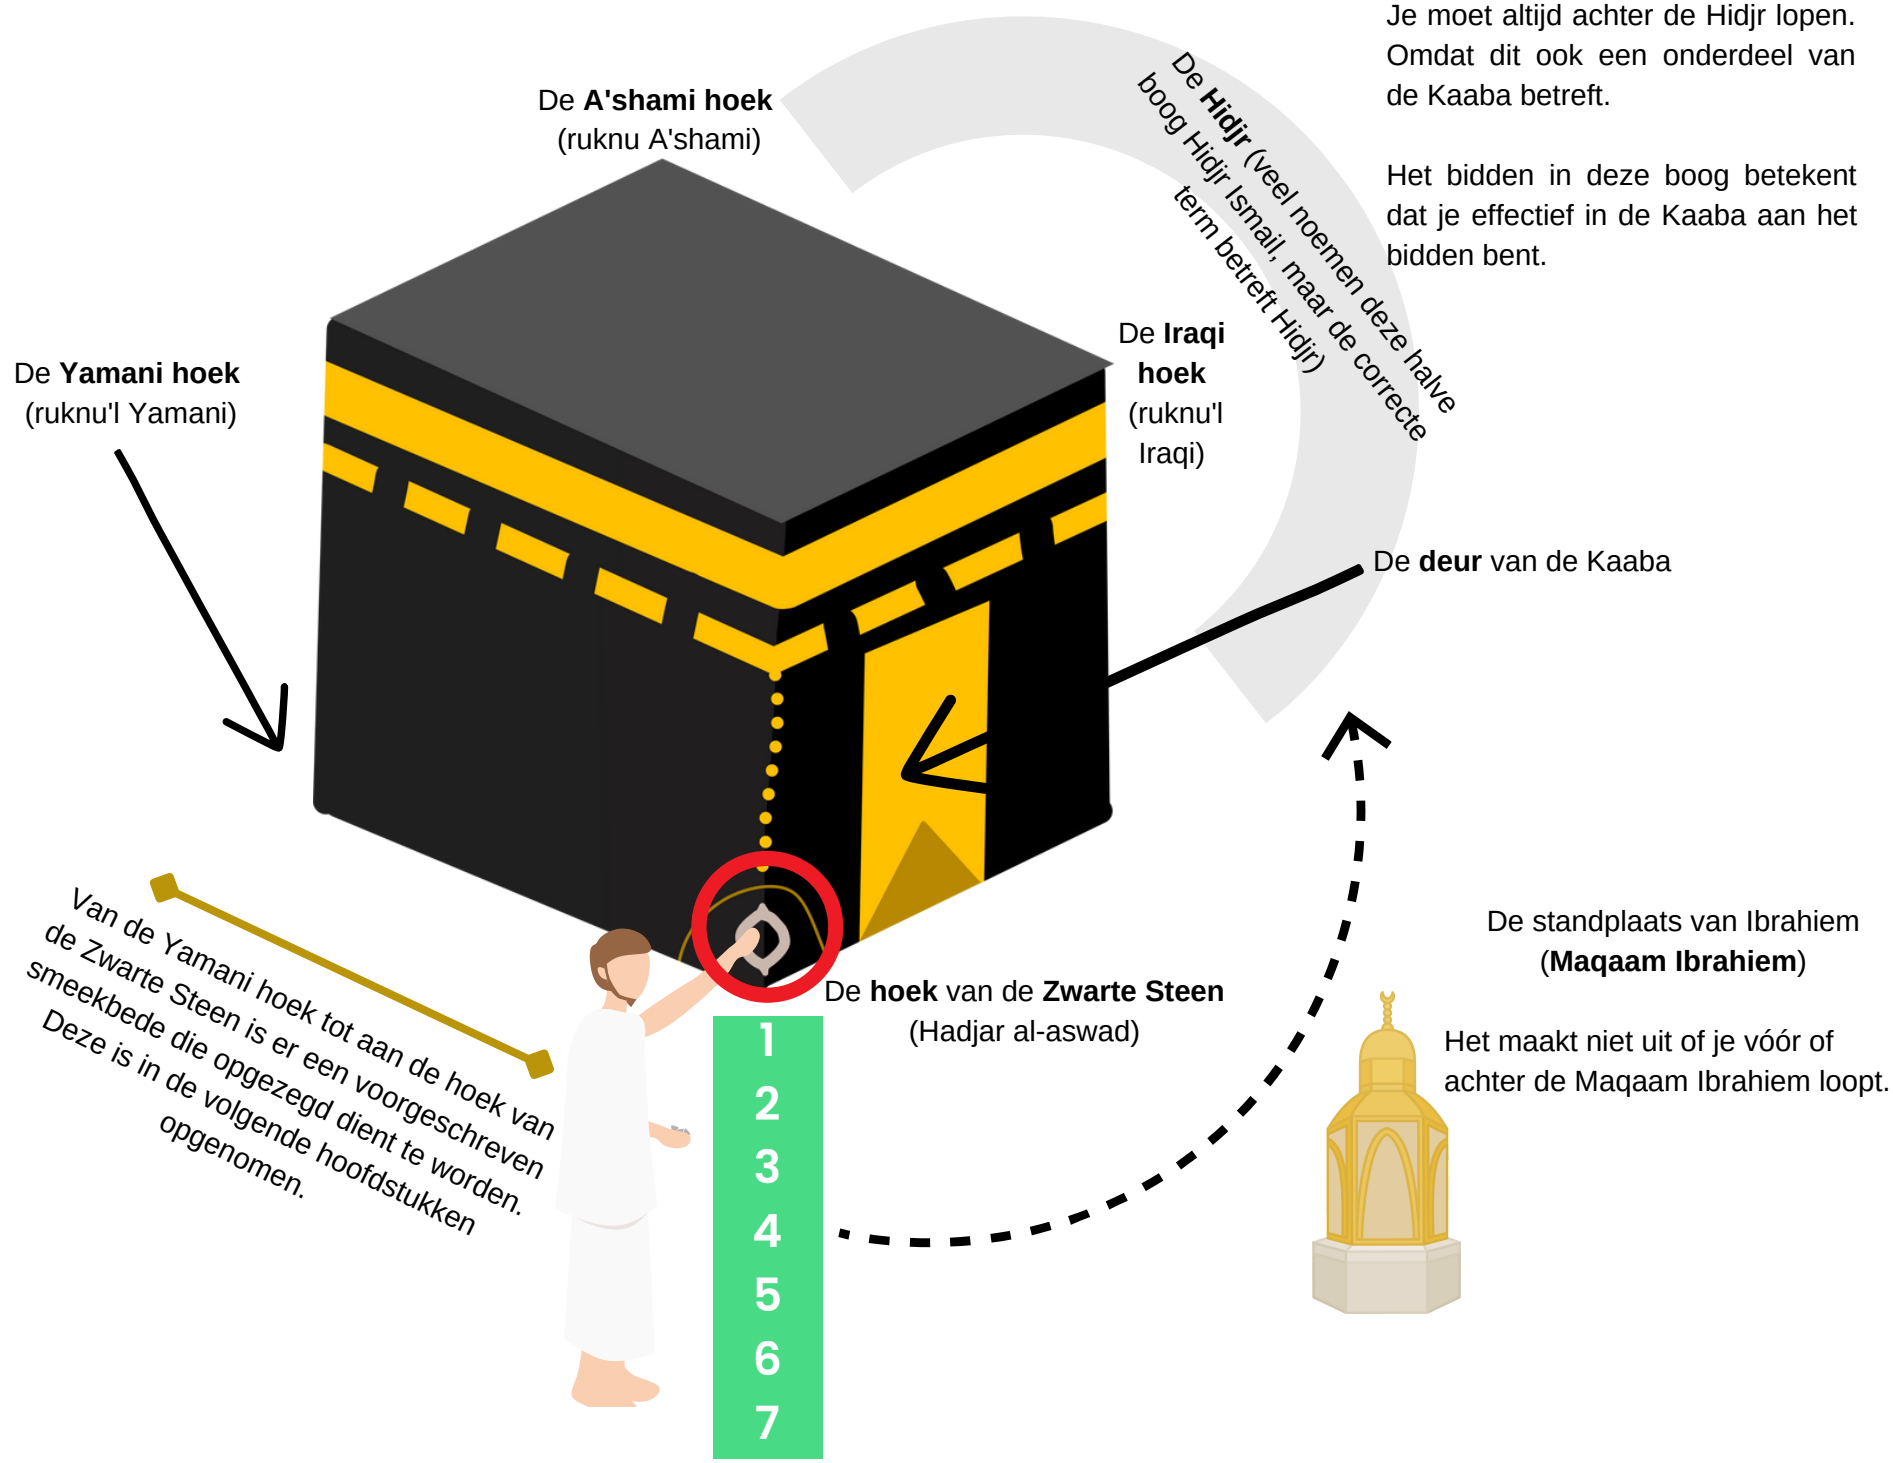 Je moet altijd achter de Hidjr lopen.
Omdat dit ook een onderdeel van
de Kaaba betreft.
Het bidden in deze boog betekent
dat je effectief in de Kaaba aan het
bidden bent.
De A'shami hoek
(ruknu A'shami)
De Hidjr (veel noemen deze halve
boog Hidjr Ismail, maar de correcte
term betreft Hidjr)
De Iraqi
hoek
(ruknu'l
Iraqi)
De Yamani hoek
(ruknu'l Yamani)
De deur van de Kaaba
Van de Yamani hoek tot aan de hoek van
de Zwarte Steen is er een voorgeschreven
smeekbede die opgezegd dient te worden.
Deze is in de volgende hoofdstukken
opgenomen.
De hoek van de Zwarte Steen
(Hadjar al-aswad)
De standplaats van Ibrahiem
(Maqaam Ibrahiem)
Het maakt niet uit of je vóór of
achter de Maqaam Ibrahiem loopt.
1
2
3
4
5
6
7